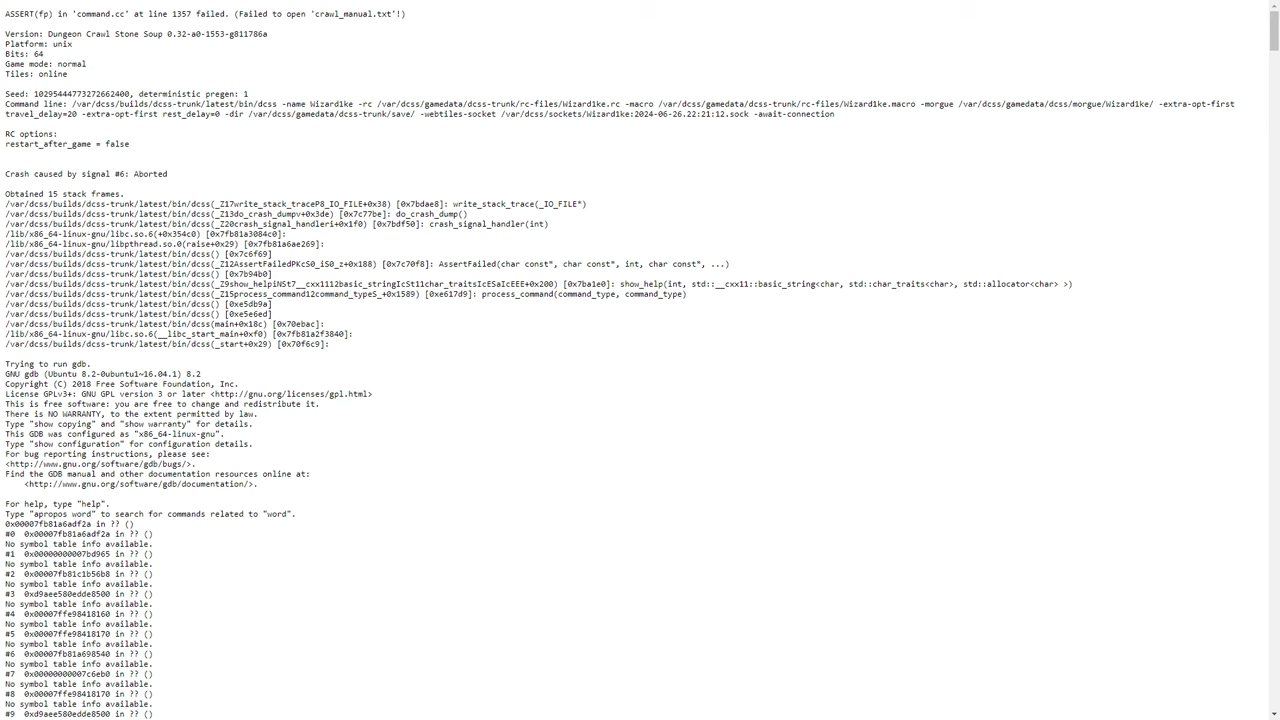 ASSERT(fp) in 'command.cc' at line 1357 failed. (Failed to open 'crawl_manual.txt'!)
Version: Dungeon Crawl Stone Soup 0.32-a0-1553-g811786a
Platform: unix
Bits: 64
Game mode: normal
Tiles: online
Seed: 10295444773272662400, deterministic pregen: 1
Command line: /var/dcss/builds/dcss-trunk/latest/bin/dcss -name Wizard1ke -rc /var/dcss/gamedata/dcss-trunk/rc-files/Wizard1ke.rc -macro /var/dcss/gamedata/dcss-trunk/rc-files/Wizard1ke.macro -morgue /var/dcss/gamedata/dcss/morgue/Wizard1ke/ -extra-opt-first
travel_delay=20 -extra-opt-first rest_delay=0 -dir /var/dcss/gamedata/dcss-trunk/save/ -webtiles-socket /var/dcss/sockets/Wizard1ke:2024-06-26.22:21:12.sock -await-connection
RC options:
restart_after_game = false
Crash caused by signal #6: Aborted
Obtained 15 stack frames.
/var/dcss/builds/dcss-trunk/latest/bin/dcss(_Z17write_stack_traceP8_IO_FILE+0x38) [0x7bdae8]: write_stack_trace(_IO_FILE*)
/var/dcss/builds/dcss-trunk/latest/bin/dcss(_Z13do_crash_dumpv+0x3de) [0x7c77be]: do_crash_dump()
/var/dcss/builds/dcss-trunk/latest/bin/dcss(_Z20crash_signal_handleri+0x1f0) [0x7bdf50]: crash_signal_handler(int)
/lib/x86_64-linux-gnu/libc.so.6(+0x354c0) [0x7fb81a3084c0]:
/lib/x86_64-linux-gnu/libpthread.so.0(raise+0x29) [0x7fb81a6ae269]:
/var/dcss/builds/dcss-trunk/latest/bin/dcss() [0x7c6f69]
/var/dcss/builds/dcss-trunk/latest/bin/dcss(_Z12AssertFailedPKcS0_iS0_z+0x188) [0x7c70f8]: AssertFailed(char const*, char const*, int, char const*, ...)
/var/dcss/builds/dcss-trunk/latest/bin/dcss() [0x7b94b0]
/var/dcss/builds/dcss-trunk/latest/bin/dcss(_Z9show_helpiNSt7__cxx1112basic_stringIcSt11char_traitsIcESaIcEEE+0x200) [0x7ba1e0]: show_help(int, std::__cxx11::basic_string<char, std::char_traits<char>, std::allocator<char> >)
/var/dcss/builds/dcss-trunk/latest/bin/dcss(_Z15process_command12command_typeS_+0x1589) [0xe617d9]: process_command(command_type, command_type)
/var/dcss/builds/dcss-trunk/latest/bin/dcss() [0xe5db9a]
/var/dcss/builds/dcss-trunk/latest/bin/dcss() [0xe5e6ed]
/var/dcss/builds/dcss-trunk/latest/bin/dcss(main+0x18c) [0x70ebac]:
/lib/x86_64-linux-gnu/libc.so.6(__libc_start_main+0xf0) [0x7fb81a2f3840]:
/var/dcss/builds/dcss-trunk/latest/bin/dcss(_start+0x29) [0x70f6c9]:
Trying to run gdb.
GNU gdb (Ubuntu 8.2-0ubuntu1~16.04.1) 8.2
Copyright (C) 2018 Free Software Foundation, Inc.
License GPLv3+: GNU GPL version 3 or later <http://gnu.org/licenses/gpl.html>
This is free software: you are free to change and redistribute it.
There is NO WARRANTY, to the extent permitted by law.
Type "show copying" and "show warranty" for details.
This GDB was configured as "x86_64-linux-gnu".
Type "show configuration" for configuration details.
For bug reporting instructions, please see:
<http://www.gnu.org/software/gdb/bugs/>.
Find the GDB manual and other documentation resources online at:
<http://www.gnu.org/software/gdb/documentation/>.
For help, type "help".
Type "apropos word" to search for commands related to "word".
0x00007fb81a6adf2a in ?? ()
#0 0x00007fb81a6adf2a in ?? ()
No symbol table info available.
#1 0x00000000007bd965 in ?? ()
No symbol table info available.
#2 0x00007fb81c1b56b8 in ?? ()
No symbol table info available.
#3 0xd9aee580edde8500 in ?? ()
No symbol table info available.
#4 0x00007ffe98418160 in ?? ()
No symbol table info available.
#5 0x00007ffe98418170 in ?? ()
No symbol table info available.
#6 0x00007fb81a698540 in ?? ()
No symbol table info available.
#7 0x00000000007c6eb0 in ?? ()
No symbol table info available.
#8 0x00007ffe98418170 in ?? ()
No symbol table info available.
#9 0xd9aee580edde8500 in ?? ()